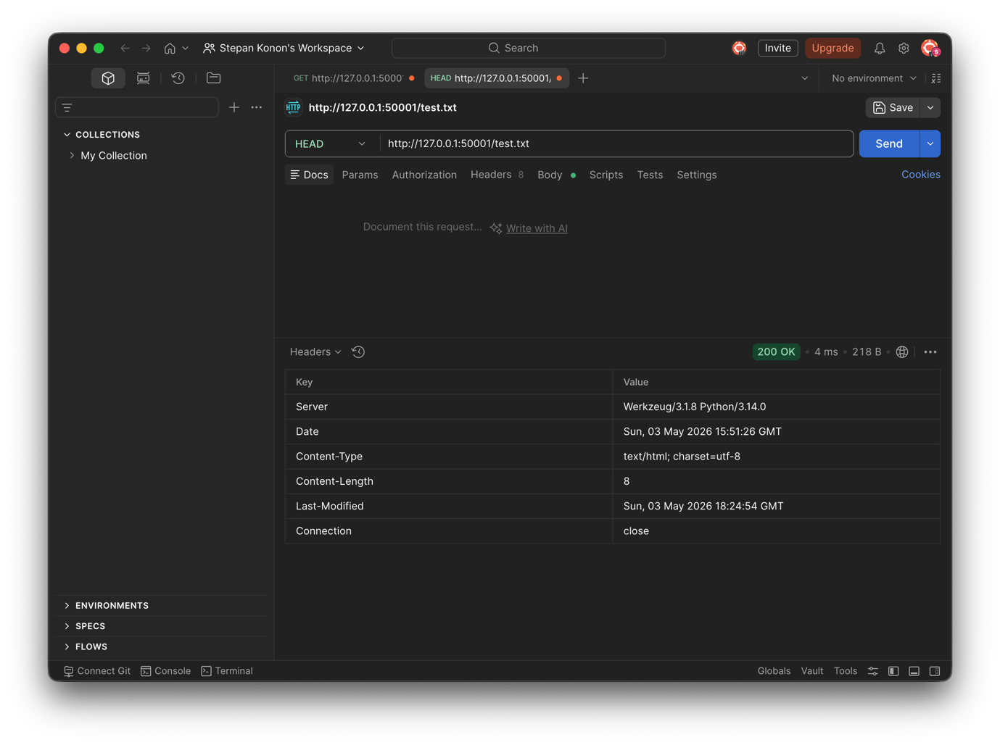 Stepan Konon's Workspace
Search
Invite
Upgrade
GET http://127.0.0.1:5000
HEAD http://127.0.0.1:50001/
No environment
HTTP http://127.0.0.1:50001/test.txt
Save
COLLECTIONS
My Collection
HEAD
http://127.0.0.1:50001/test.txt
Send
Docs
Params
Authorization
Headers 8
Body
Scripts
Tests
Settings
Cookies
Document this request...
Write with AI
Headers
200 OK
4 ms
218 B
Key Value
Server Werkzeug/3.1.8 Python/3.14.0
Date Sun, 03 May 2026 15:51:26 GMT
Content-Type text/html; charset=utf-8
Content-Length 8
Last-Modified Sun, 03 May 2026 18:24:54 GMT
Connection close
ENVIRONMENTS
SPECS
FLOWS
Connect Git
Console
Terminal
Globals
Vault
Tools